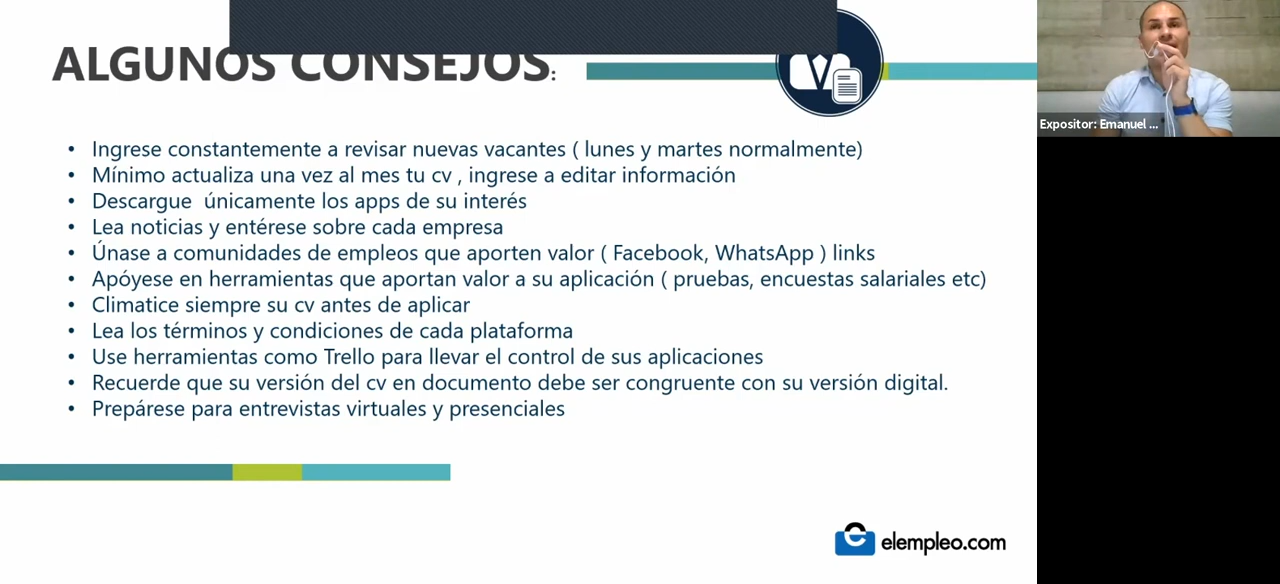 ALGUNOS CONSEJOS:
Expositor: Emanuel ...
• Ingrese constantemente a revisar nuevas vacantes ( lunes y martes normalmente)
• Mínimo actualiza una vez al mes tu cv , ingrese a editar información
• Descargue  únicamente los apps de su interés
• Lea noticias y entérese sobre cada empresa
• Únase a comunidades de empleos que aporten valor ( Facebook, WhatsApp ) links
• Apóyese en herramientas que aportan valor a su aplicación ( pruebas, encuestas salariales etc)
• Climatice siempre su cv antes de aplicar
• Lea los términos y condiciones de cada plataforma
• Use herramientas como Trello para llevar el control de sus aplicaciones
• Recuerde que su versión del cv en documento debe ser congruente con su versión digital.
• Prepárese para entrevistas virtuales y presenciales
elempleo.com